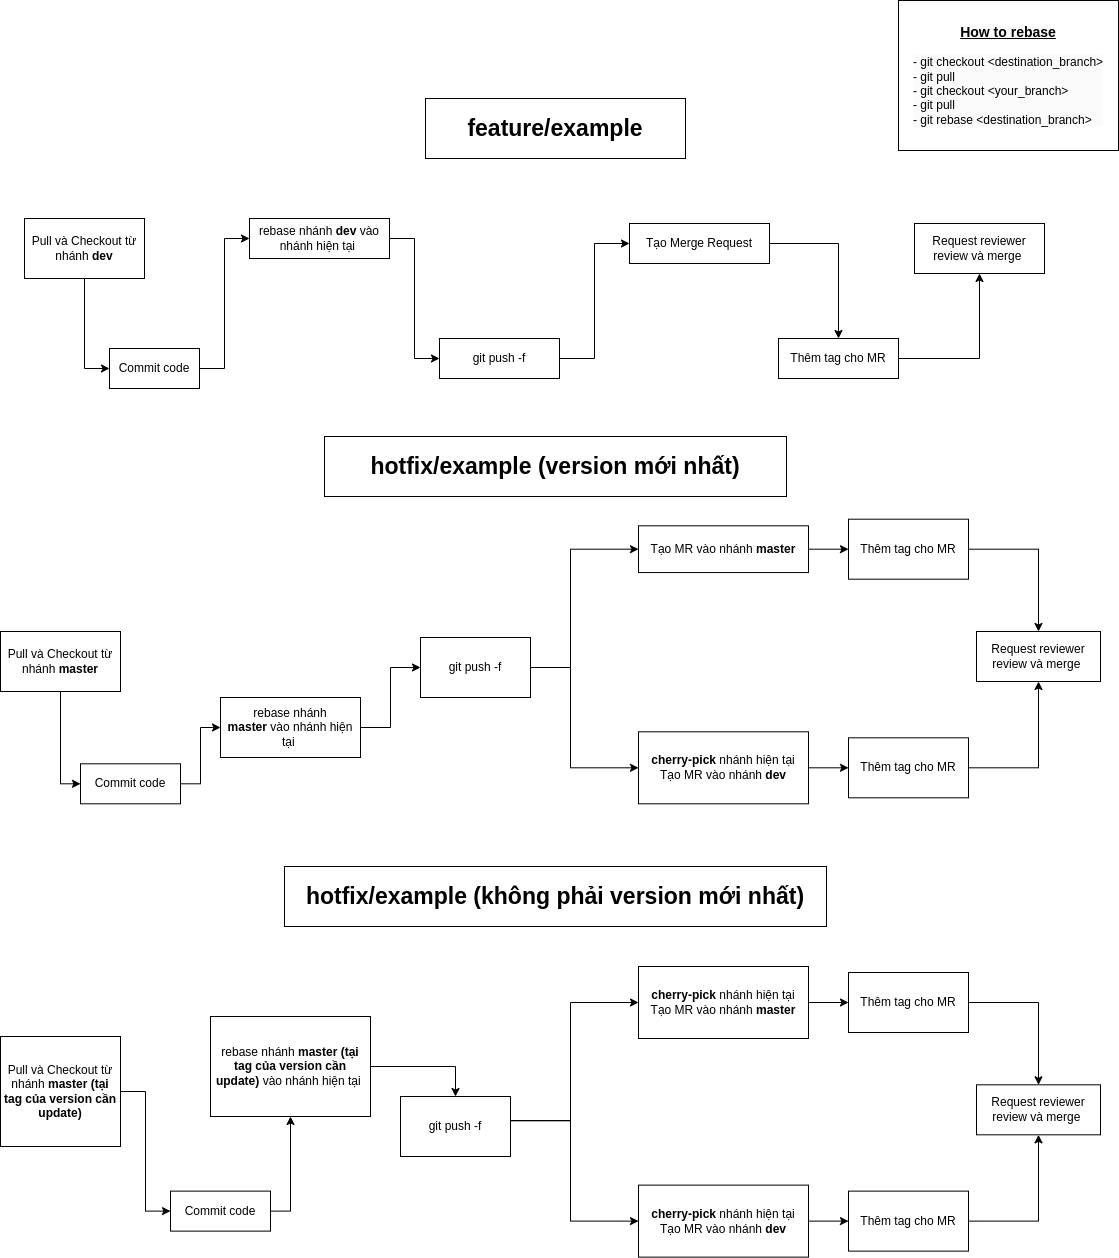 How to rebase
- git checkout <destination_branch>
- git pull
- git checkout <your_branch>
- git pull
- git rebase <destination_branch>
feature/example
Pull và Checkout từ
nhánh dev
Commit code
rebase nhánh dev vào
nhánh hiện tại
git push -f
Tạo Merge Request
Thêm tag cho MR
Request reviewer
review và merge
hotfix/example (version mới nhất)
Pull và Checkout từ
nhánh master
Commit code
rebase nhánh
master vào nhánh hiện
tại
git push -f
Tạo MR vào nhánh master
Thêm tag cho MR
cherry-pick nhánh hiện tại
Tạo MR vào nhánh dev
Thêm tag cho MR
Request reviewer
review và merge
hotfix/example (không phải version mới nhất)
Pull và Checkout từ
nhánh master (tại
tag của version cần
update)
Commit code
rebase nhánh master (tại
tag của version cần
update) vào nhánh hiện tại
git push -f
cherry-pick nhánh hiện tại
Tạo MR vào nhánh master
Thêm tag cho MR
cherry-pick nhánh hiện tại
Tạo MR vào nhánh dev
Thêm tag cho MR
Request reviewer
review và merge